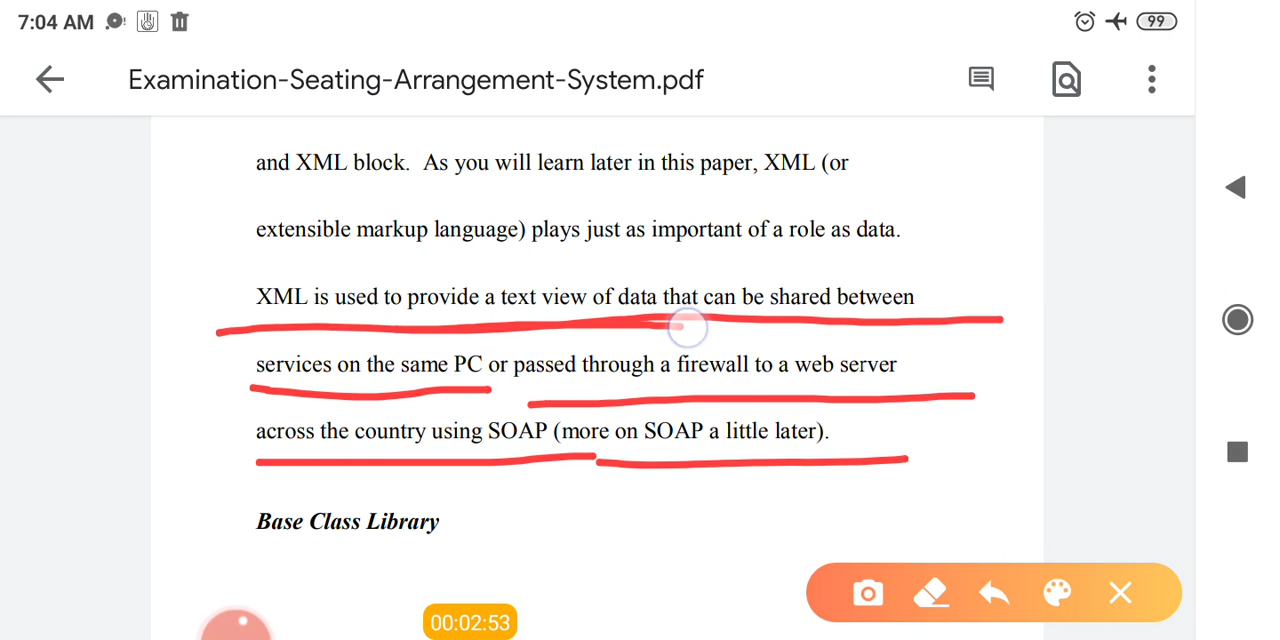 7:04 AM
99
Examination-Seating-Arrangement-System.pdf
and XML block.  As you will learn later in this paper, XML (or
extensible markup language) plays just as important of a role as data.
XML is used to provide a text view of data that can be shared between
services on the same PC or passed through a firewall to a web server
across the country using SOAP (more on SOAP a little later).
Base Class Library
00:02:53